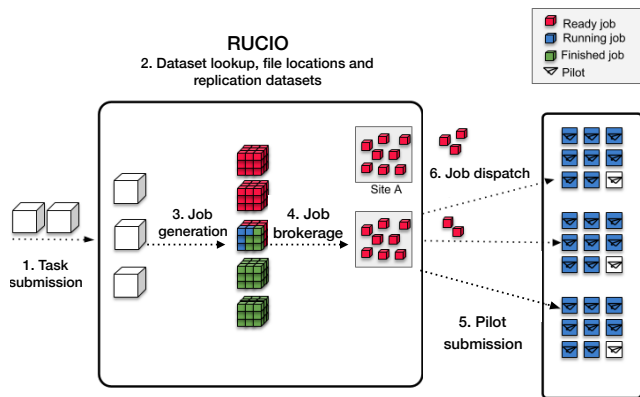 RUCIO
2. Dataset lookup, file locations and
replication datasets
Ready job
Running job
Finished job
Pilot
1. Task
submission
3. Job
generation
4. Job
brokerage
Site A
6. Job dispatch
5. Pilot
submission